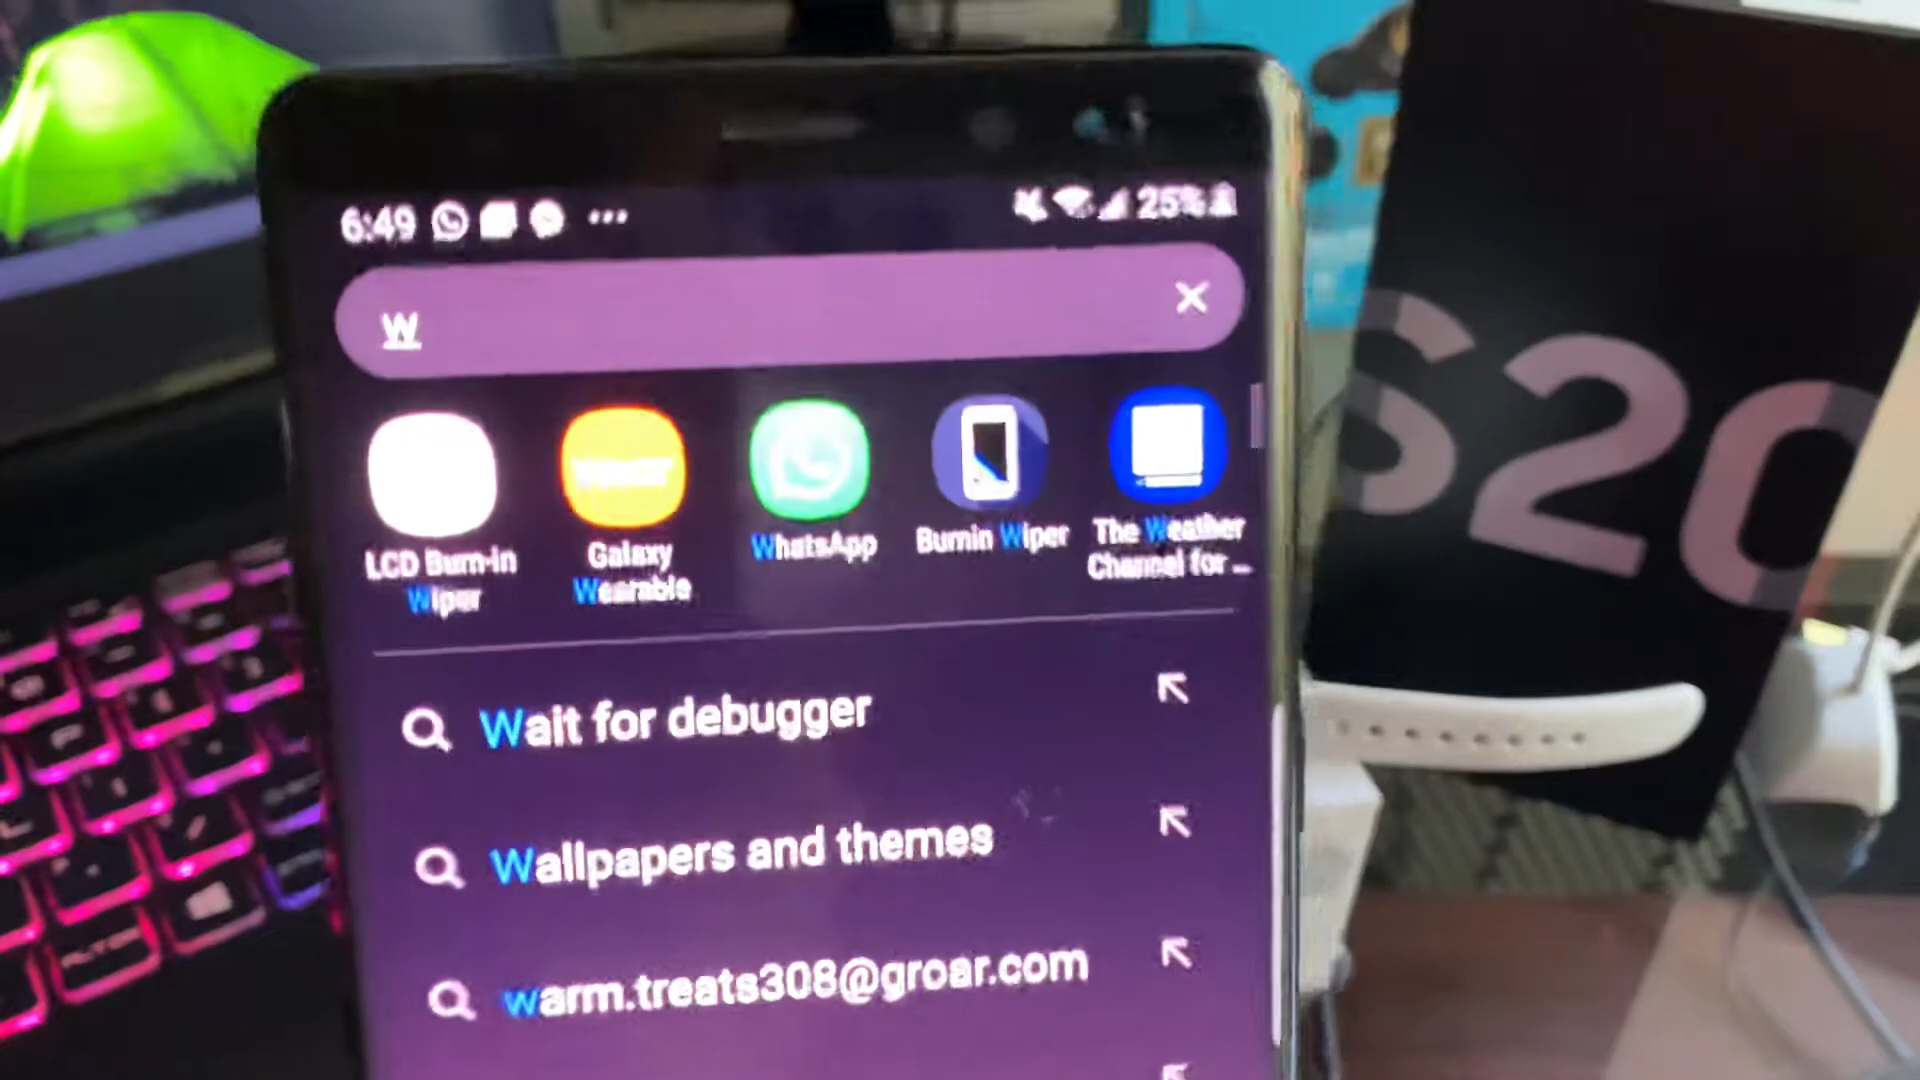 6:49
25%
w
LCD Burn-in
Wiper
Galaxy
Wearable
WhatsApp
Burnin Wiper
The Weather
Channel for ...
Wait for debugger
Wallpapers and themes
warm.treats308@groar.com
S20